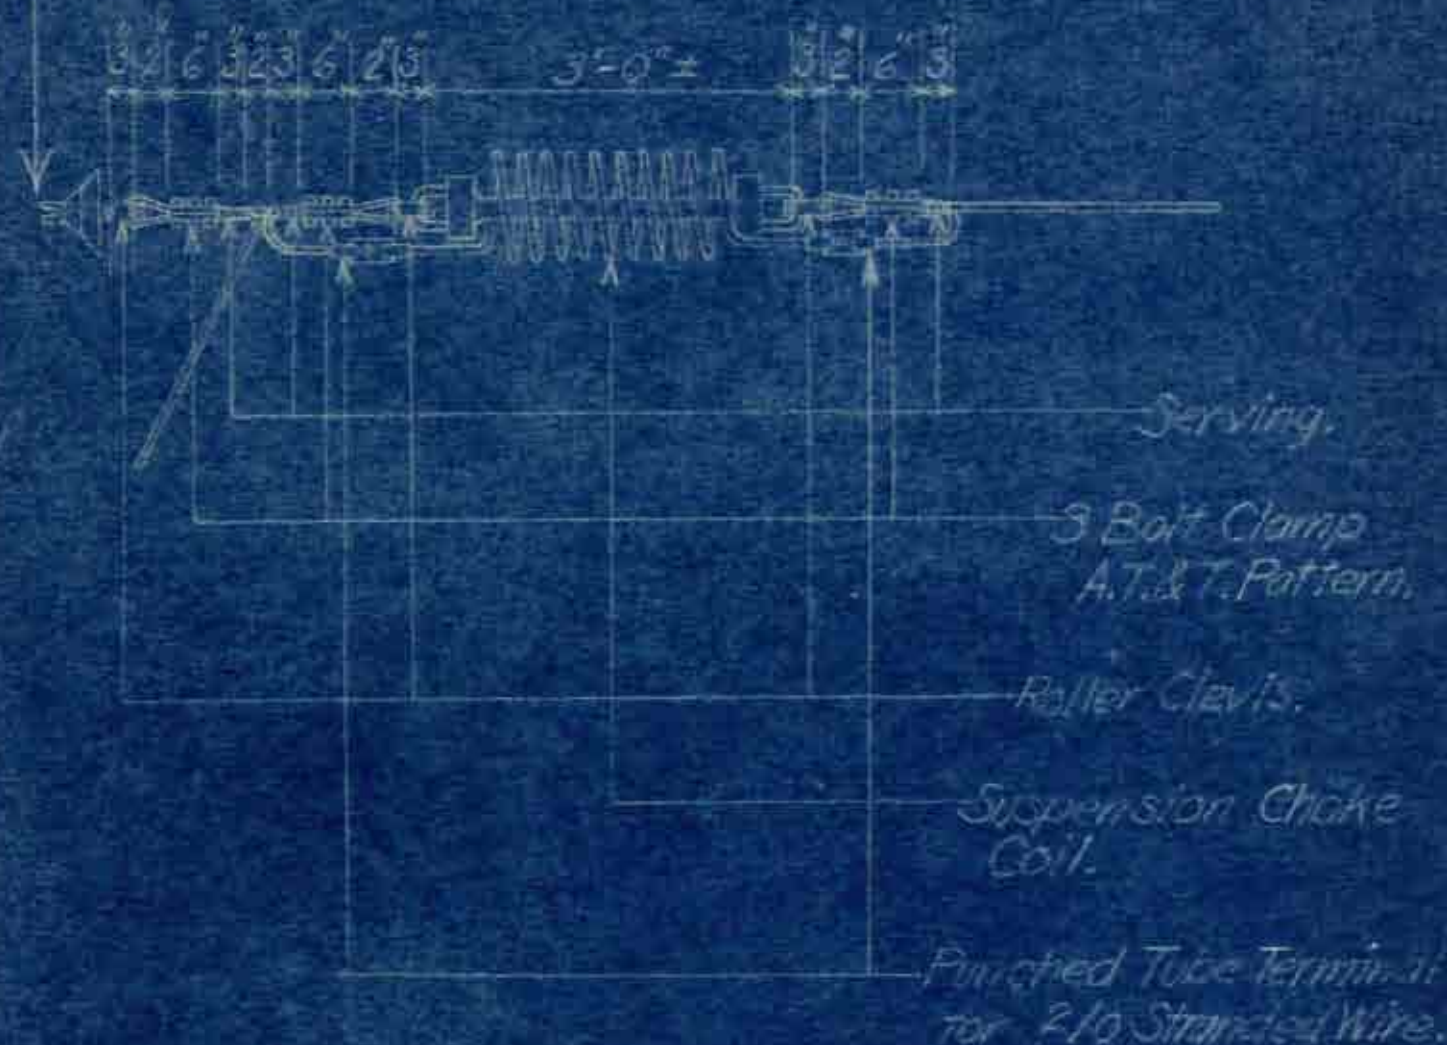 3" 2" 6" 3" 2" 3" 6" 2" 3" 3'-0" ± 3" 2" 6" 3"
Serving.
3 Bolt Clamp
A.T.& T. Pattern.
Roller Clevis.
Suspension Choke
Coil.
Punched Tube Terminal
for 2/0 Stranded Wire.